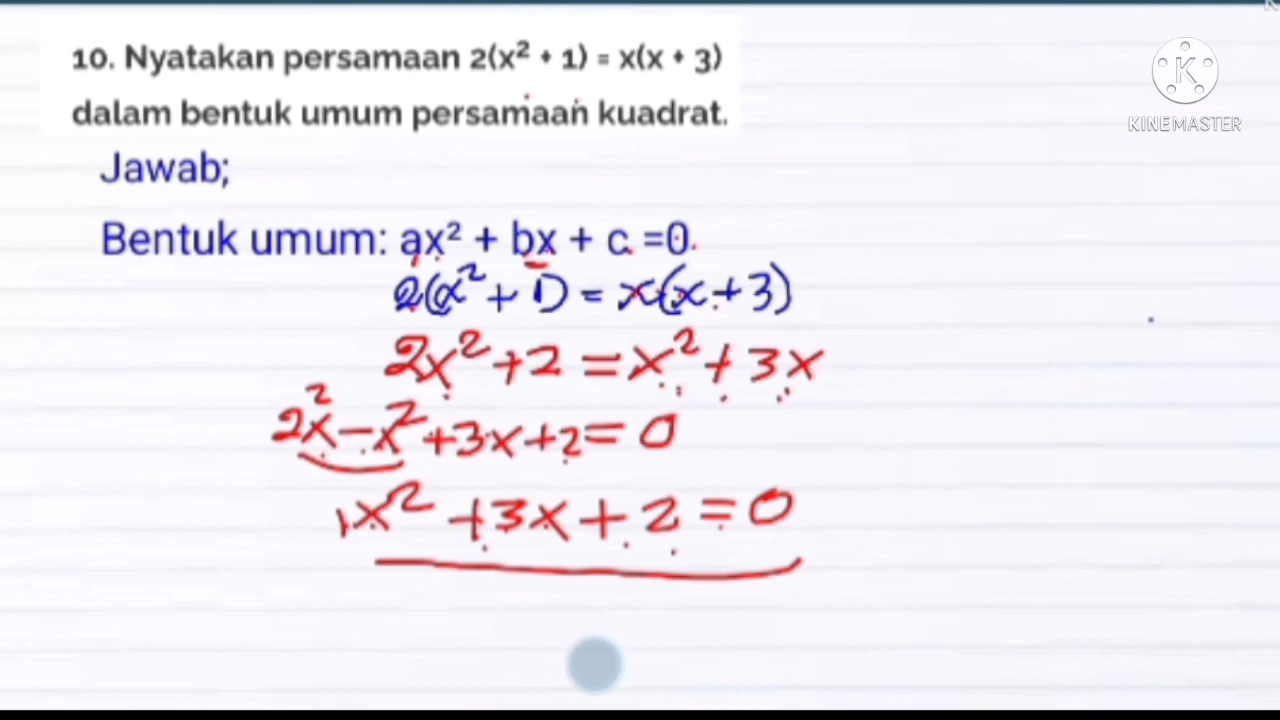 10. Nyatakan persamaan 2(x² + 1) = x(x + 3)
dalam bentuk umum persamaan kuadrat.
KINEMASTER
Jawab;
Bentuk umum: ax² + bx + c =0.
2(x² + 1) = x(x + 3)
2x² + 2 = x² + 3x
2x² - x² + 3x + 2 = 0
1x² + 3x + 2 = 0